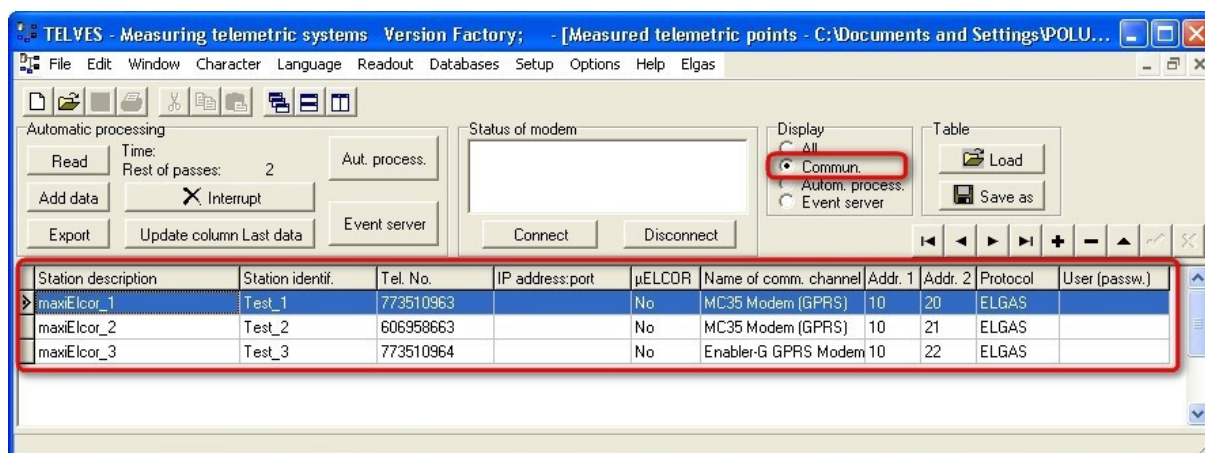 TELVES - Measuring telemetric systems Version Factory; - [Measured telemetric points - C:\Documents and Settings\POLU...
File Edit Window Character Language Readout Databases Setup Options Help Elgas
Automatic processing
Read
Time:
Rest of passes: 2
Aut. process.
Add data
Interrupt
Export
Update column Last data
Event server
Status of modem
Connect
Disconnect
Display
All
Commun.
Autom. process.
Event server
Table
Load
Save as
Station description Station identif. Tel. No. IP address:port µELCOR Name of comm. channel Addr. 1 Addr. 2 Protocol User (passw.)
maxiElcor_1 Test_1 773510963 No MC35 Modem (GPRS) 10 20 ELGAS
maxiElcor_2 Test_2 606958663 No MC35 Modem (GPRS) 10 21 ELGAS
maxiElcor_3 Test_3 773510964 No Enabler-G GPRS Modem 10 22 ELGAS